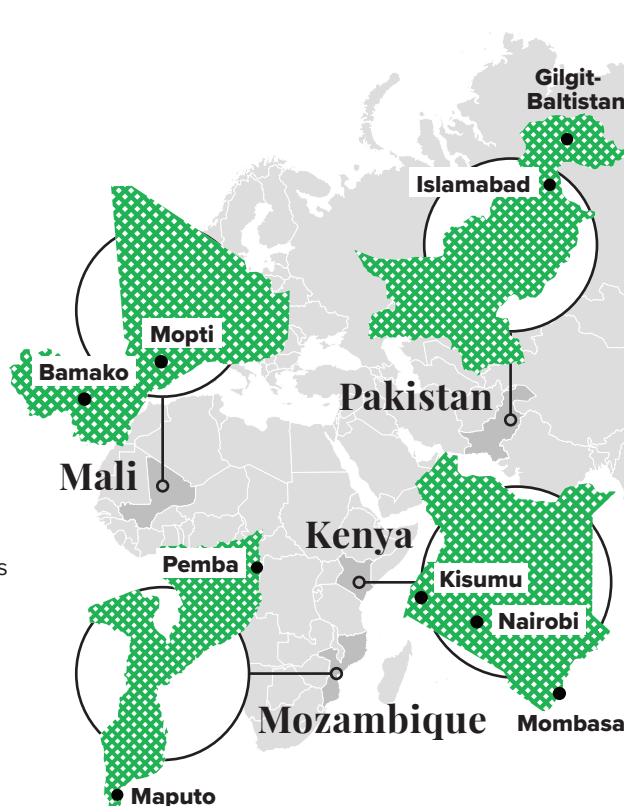 Gilgit-
Baltistan
Islamabad
Mopti
Bamako
Pakistan
Mali
Kenya
Pemba
s
Kisumu
Nairobi
Mozambique
Mombasa
Maputo